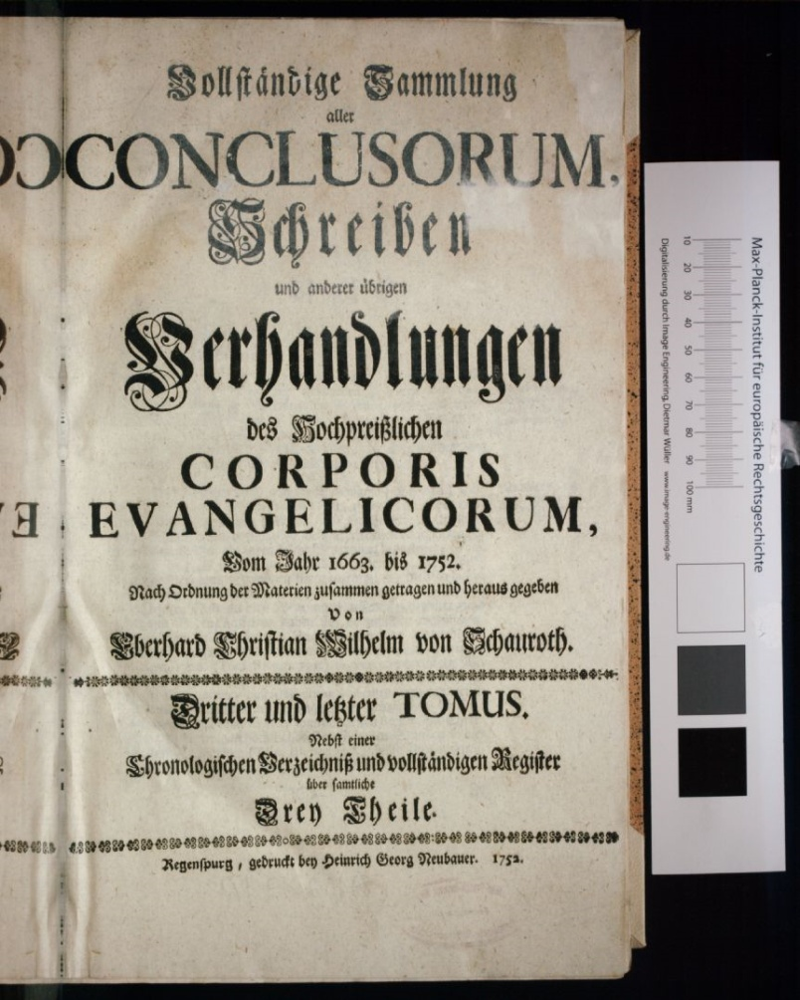 Vollständige Sammlung
aller
CONCLUSORUM,
Schreiben
und anderer übrigen
Verhandlungen
des Hochpreißlichen
CORPORIS
EVANGELICORUM,
Vom Jahr 1663. bis 1752.
Nach Ordnung der Materien zusammen getragen und heraus gegeben
Von
Eberhard Christian Wilhelm von Schauroth.
Dritter und letzter TOMUS.
Nebst einer
Chronologischen Verzeichniß und vollständigen Register
über samtliche
Drey Theile.
Regenspurg, gedruckt bey Heinrich Georg Neubauer. 1752.
Max-Planck-Institut für europäische Rechtsgeschichte
10 20 30 40 50 60 70 80 90 100 mm
Digitalisierung durch Image Engineering, Dietmar Wüller www.image-engineering.de